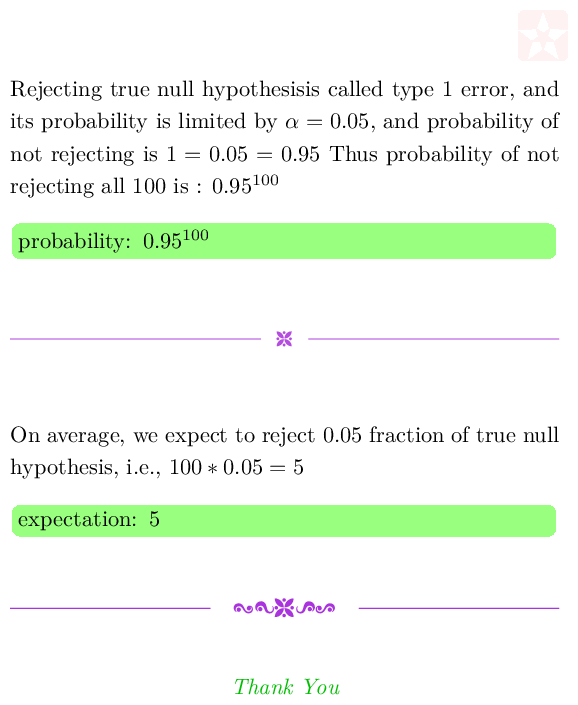 Rejecting true null hypothesisis called type 1 error, and
its probability is limited by α = 0.05, and probability of
not rejecting is 1 = 0.05 = 0.95 Thus probability of not
rejecting all 100 is : 0.95^100
probability: 0.95^100
On average, we expect to reject 0.05 fraction of true null
hypothesis, i.e., 100 ∗ 0.05 = 5
expectation: 5
Thank You